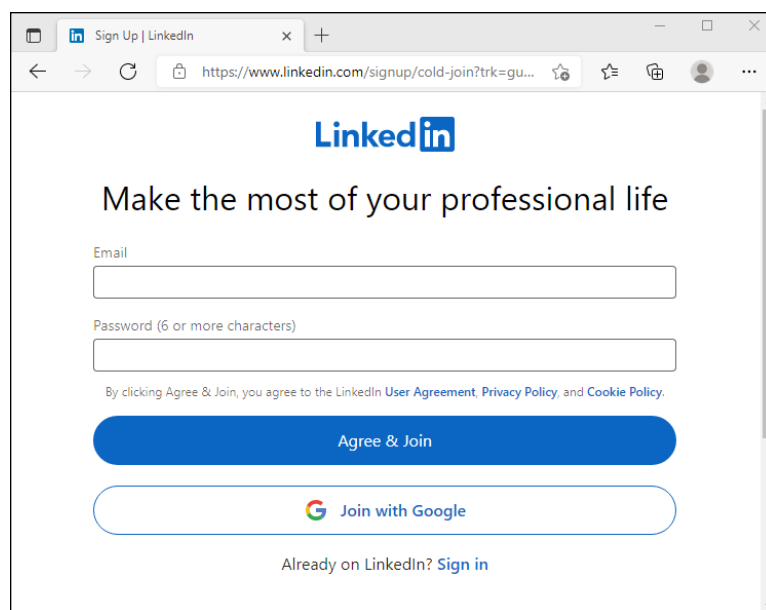 in Sign Up | LinkedIn
https://www.linkedin.com/signup/cold-join?trk=gu...
Linkedin
Make the most of your professional life
Email
Password (6 or more characters)
By clicking Agree & Join, you agree to the LinkedIn User Agreement, Privacy Policy, and Cookie Policy.
Agree & Join
G Join with Google
Already on LinkedIn? Sign in